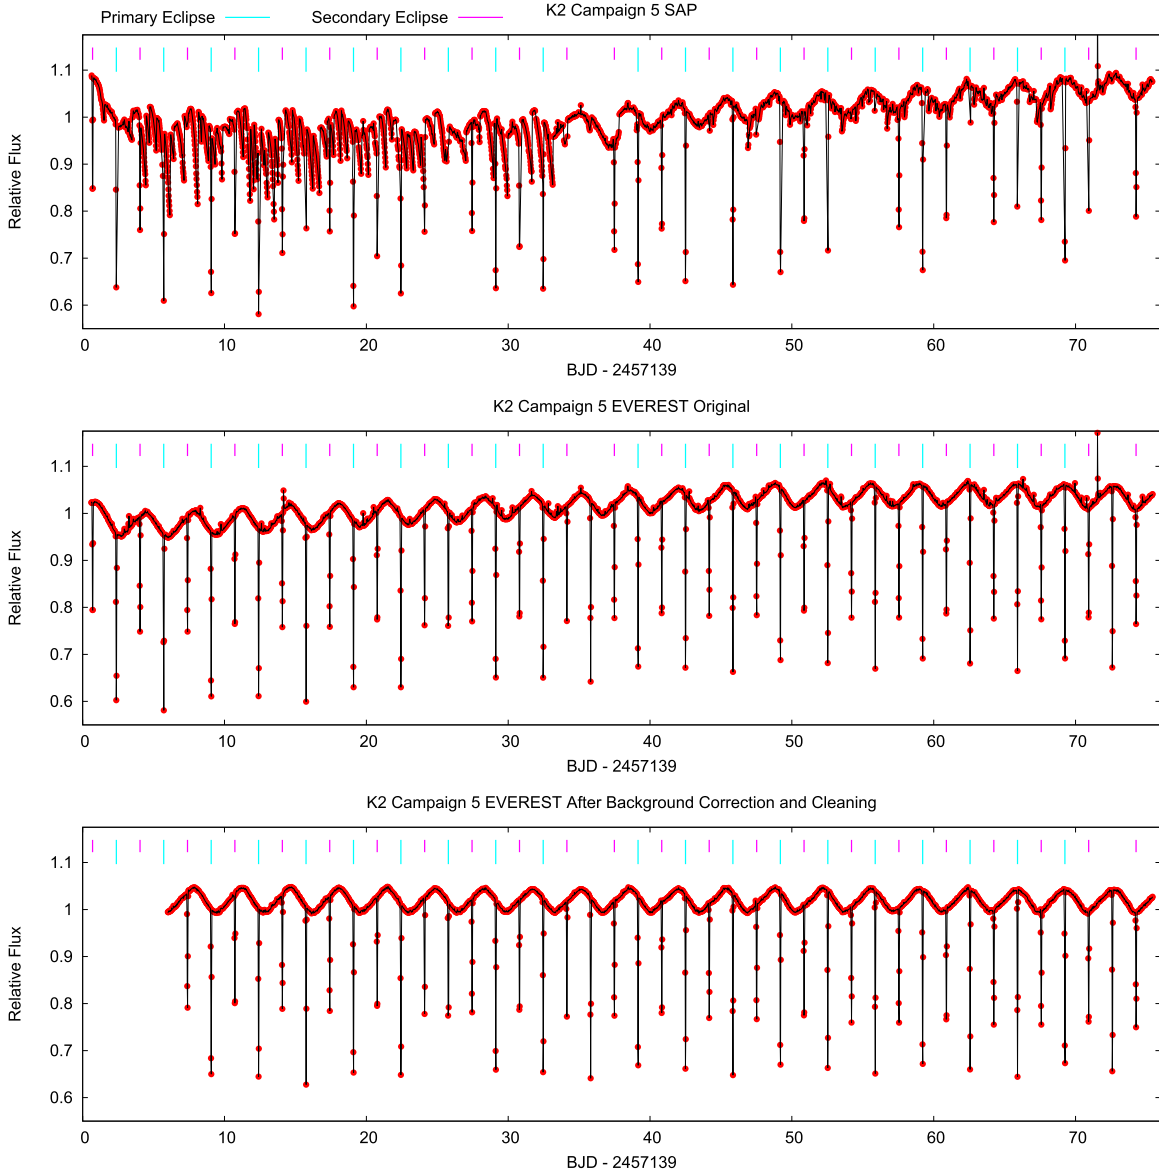 Primary Eclipse Secondary Eclipse K2 Campaign 5 SAP
1.1
1
0.9
0.8
0.7
0.6
Relative Flux
0 10 20 30 40 50 60 70
BJD - 2457139
K2 Campaign 5 EVEREST Original
1.1
1
0.9
0.8
0.7
0.6
Relative Flux
0 10 20 30 40 50 60 70
BJD - 2457139
K2 Campaign 5 EVEREST After Background Correction and Cleaning
1.1
1
0.9
0.8
0.7
0.6
Relative Flux
0 10 20 30 40 50 60 70
BJD - 2457139